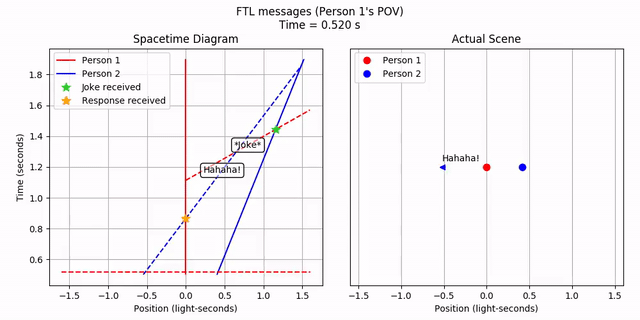 FTL messages (Person 1's POV)
Time = 0.520 s
Spacetime Diagram
Person 1
Person 2
Joke received
Response received
*Joke*
Hahaha!
Time (seconds)
1.8
1.6
1.4
1.2
1.0
0.8
0.6
−1.5 −1.0 −0.5 0.0 0.5 1.0 1.5
Position (light-seconds)
Actual Scene
Person 1
Person 2
Hahaha!
−1.5 −1.0 −0.5 0.0 0.5 1.0 1.5
Position (light-seconds)